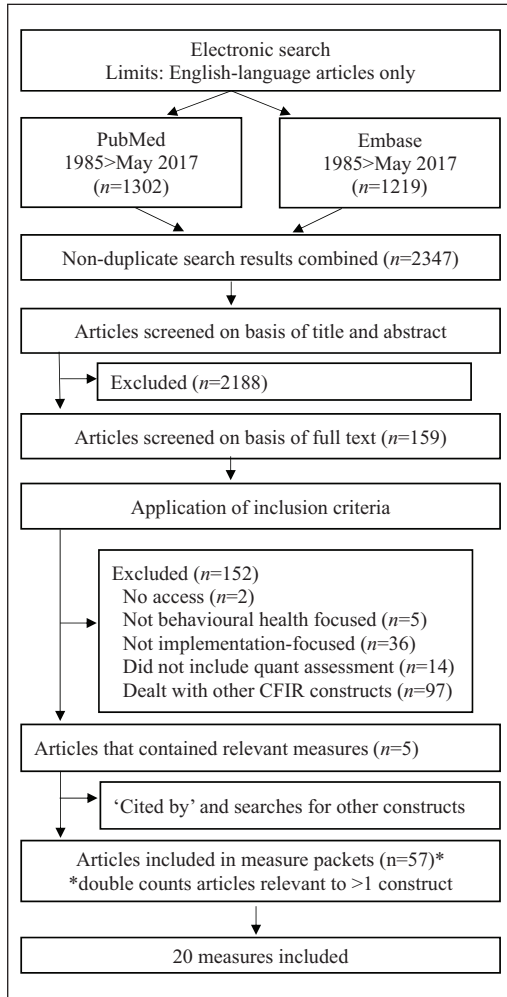 Electronic search
Limits: English-language articles only
PubMed
1985>May 2017
(n=1302)
Embase
1985>May 2017
(n=1219)
Non-duplicate search results combined (n=2347)
Articles screened on basis of title and abstract
Excluded (n=2188)
Articles screened on basis of full text (n=159)
Application of inclusion criteria
Excluded (n=152)
No access (n=2)
Not behavioural health focused (n=5)
Not implementation-focused (n=36)
Did not include quant assessment (n=14)
Dealt with other CFIR constructs (n=97)
Articles that contained relevant measures (n=5)
‘Cited by’ and searches for other constructs
Articles included in measure packets (n=57)*
*double counts articles relevant to >1 construct
20 measures included